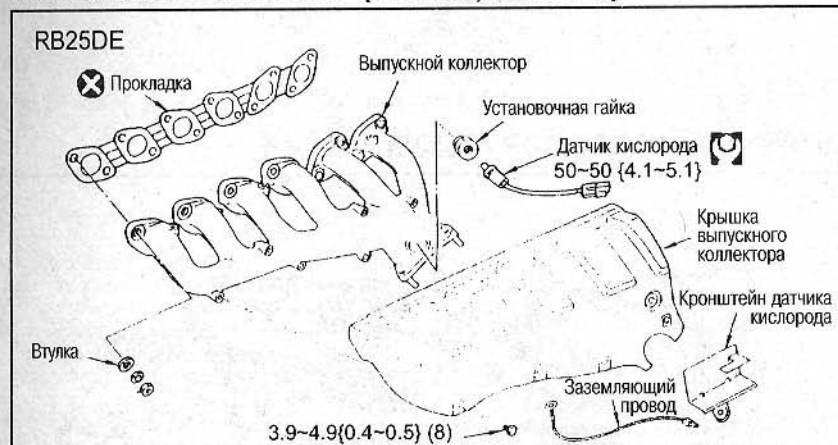 RB25DE
Прокладка
Выпускной коллектор
Установочная гайка
Датчик кислорода
50~50 {4.1~5.1}
Крышка
выпускного
коллектора
Кронштейн датчика
кислорода
Втулка
Заземляющий
провод
3.9~4.9{0.4~0.5} (8)